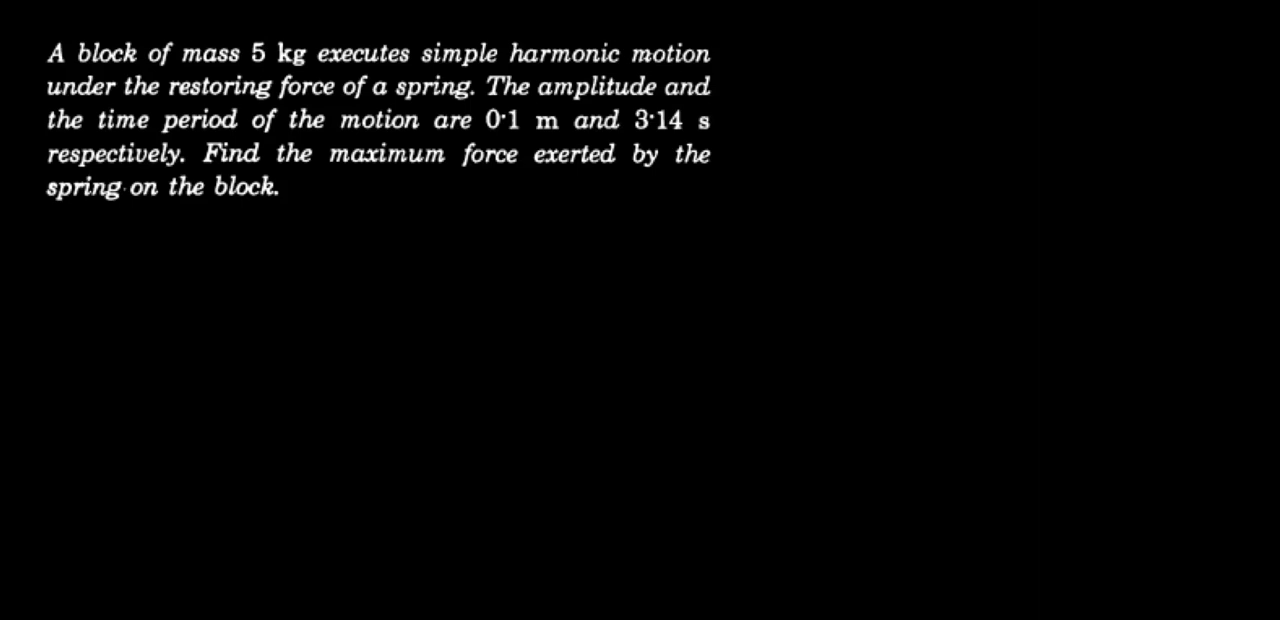 A block of mass 5 kg executes simple harmonic motion
under the restoring force of a spring. The amplitude and
the time period of the motion are 0·1 m and 3·14 s
respectively. Find the maximum force exerted by the
spring on the block.